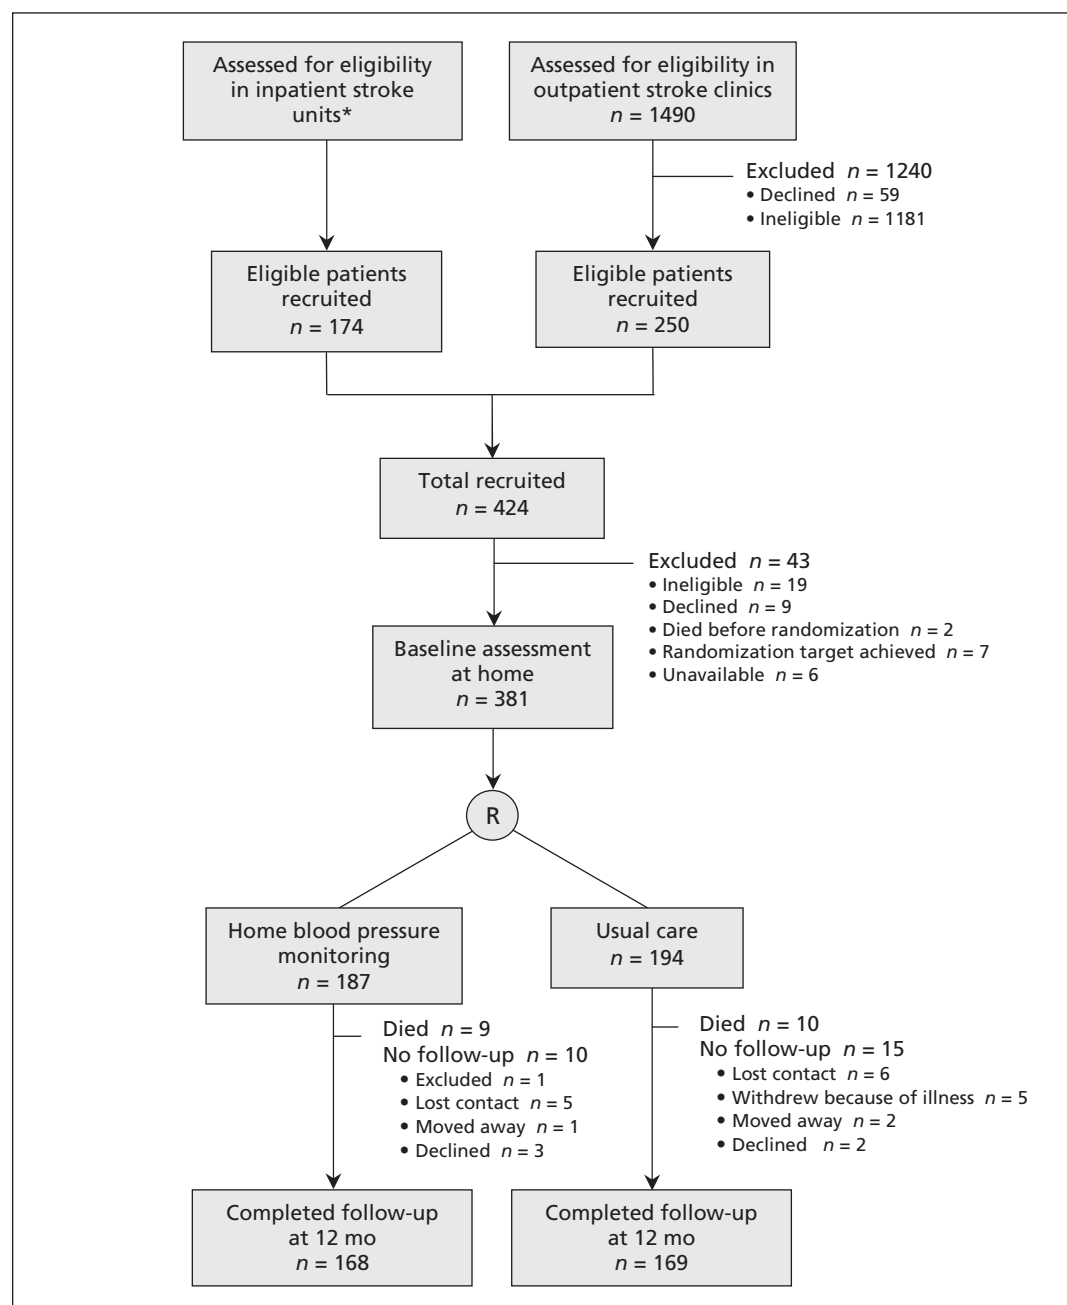 Assessed for eligibility
in inpatient stroke
units*
Assessed for eligibility in
outpatient stroke clinics
n = 1490
Excluded n = 1240
• Declined n = 59
• Ineligible n = 1181
Eligible patients
recruited
n = 174
Eligible patients
recruited
n = 250
Total recruited
n = 424
Excluded n = 43
• Ineligible n = 19
• Declined n = 9
• Died before randomization n = 2
• Randomization target achieved n = 7
• Unavailable n = 6
Baseline assessment
at home
n = 381
R
Home blood pressure
monitoring
n = 187
Usual care
n = 194
Died n = 9
No follow-up n = 10
• Excluded n = 1
• Lost contact n = 5
• Moved away n = 1
• Declined n = 3
Died n = 10
No follow-up n = 15
• Lost contact n = 6
• Withdrew because of illness n = 5
• Moved away n = 2
• Declined n = 2
Completed follow-up
at 12 mo
n = 168
Completed follow-up
at 12 mo
n = 169